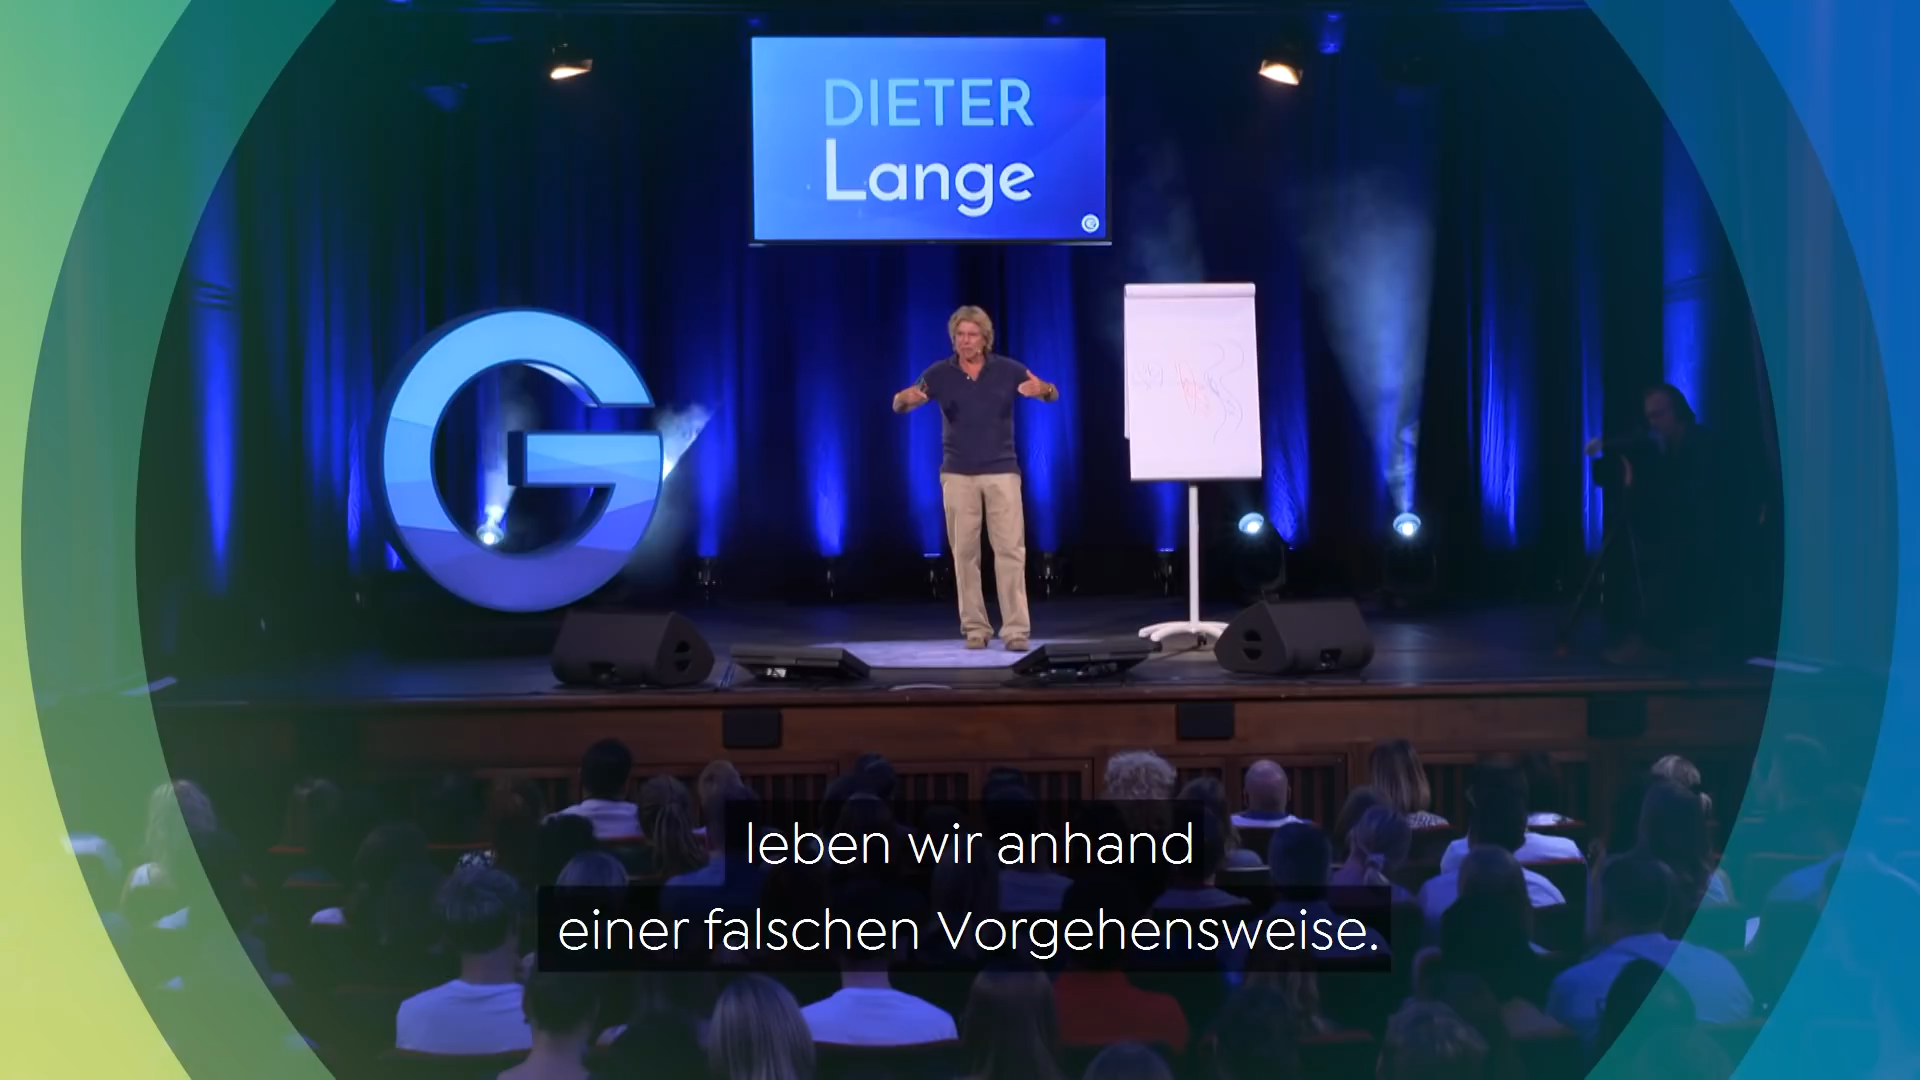 DIETER
Lange
G
leben wir anhand
einer falschen Vorgehensweise.